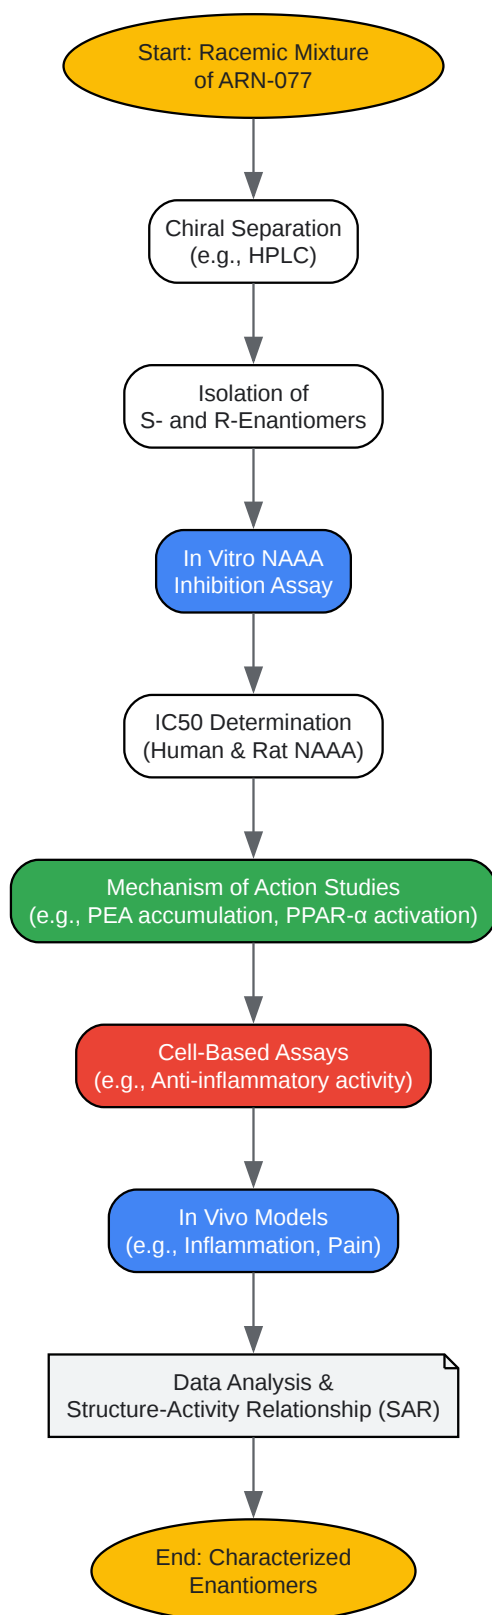 Start: Racemic Mixture
of ARN-077
Chiral Separation
(e.g., HPLC)
Isolation of
S- and R-Enantiomers
In Vitro NAAA
Inhibition Assay
IC50 Determination
(Human & Rat NAAA)
Mechanism of Action Studies
(e.g., PEA accumulation, PPAR-α activation)
Cell-Based Assays
(e.g., Anti-inflammatory activity)
In Vivo Models
(e.g., Inflammation, Pain)
Data Analysis &
Structure-Activity Relationship (SAR)
End: Characterized
Enantiomers